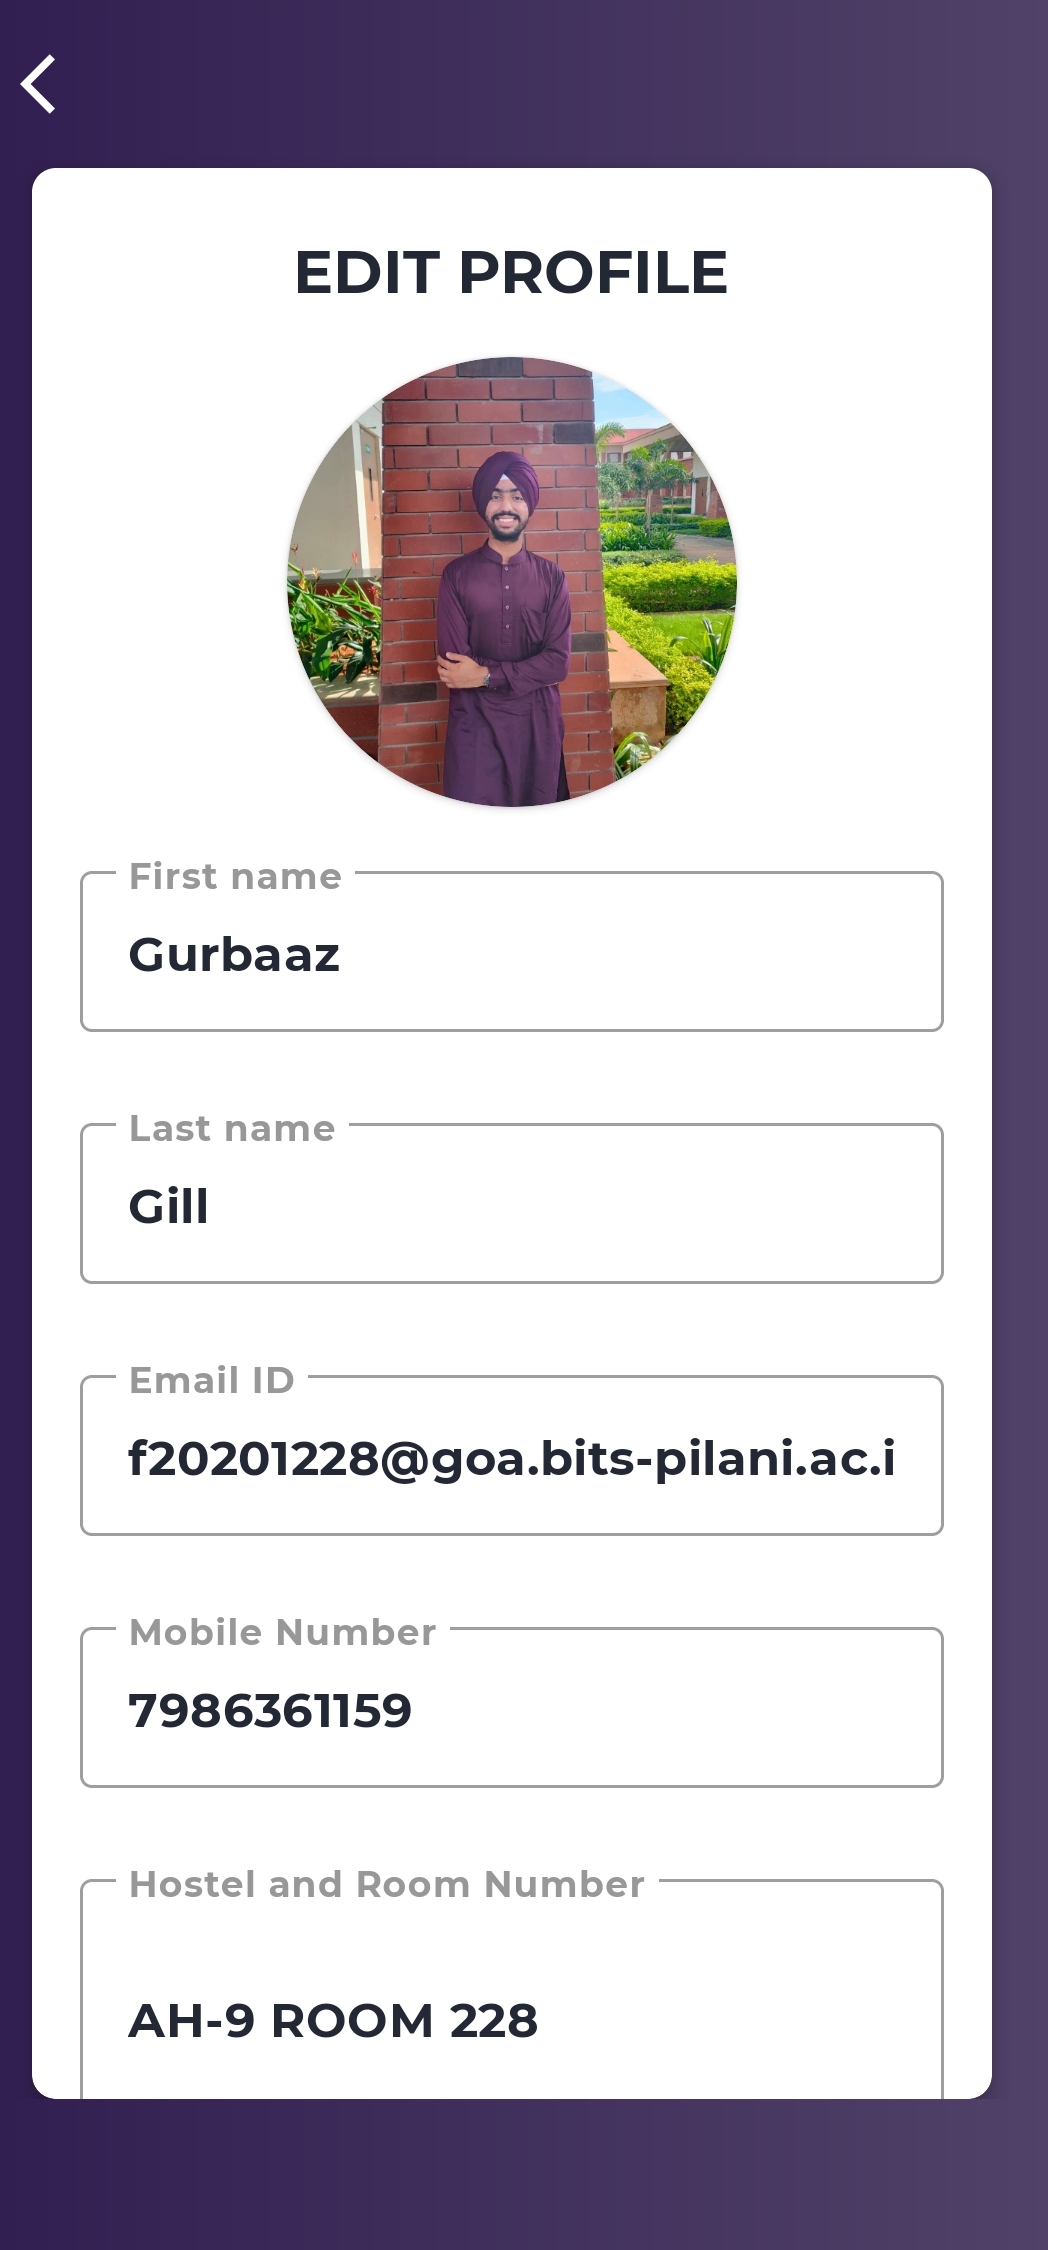 EDIT PROFILE
First name
Gurbaaz
Last name
Gill
Email ID
f20201228@goa.bits-pilani.ac.i
Mobile Number
7986361159
Hostel and Room Number
AH-9 ROOM 228